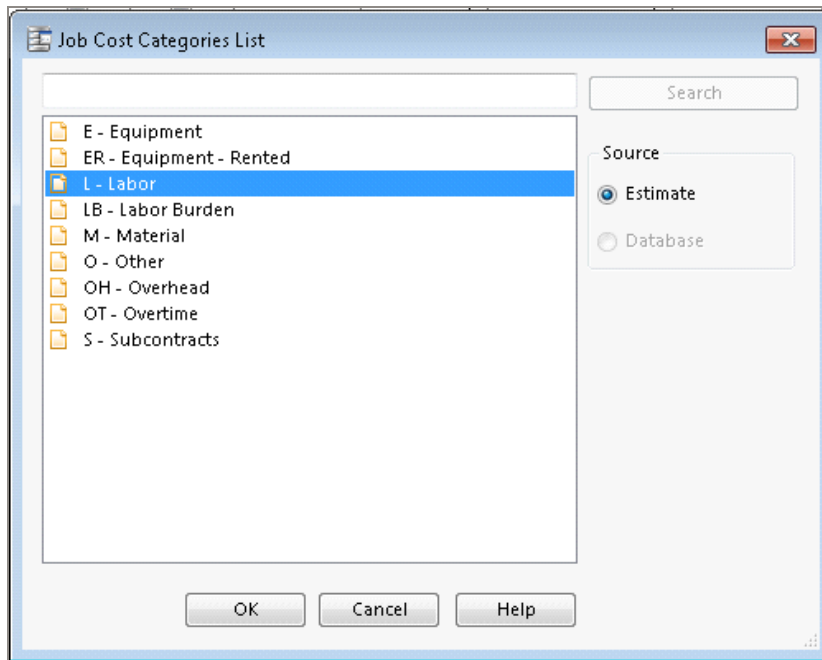 Job Cost Categories List
Search
E - Equipment
ER - Equipment - Rented
L - Labor
LB - Labor Burden
M - Material
O - Other
OH - Overhead
OT - Overtime
S - Subcontracts
Source
Estimate
Database
OK Cancel Help